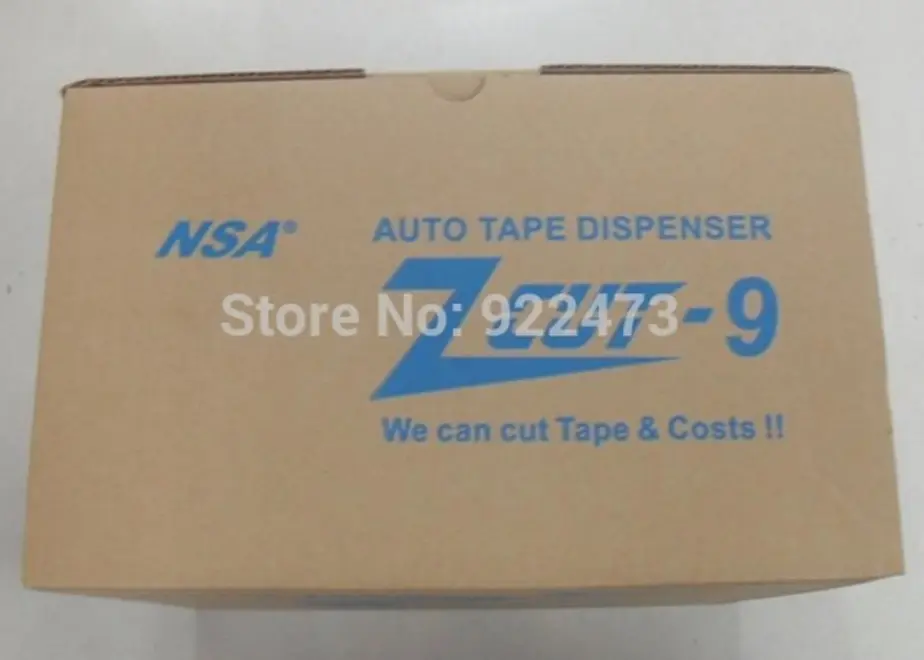 NSA®
AUTO TAPE DISPENSER
ZCUT-9
Store No: 922473
We can cut Tape & Costs !!